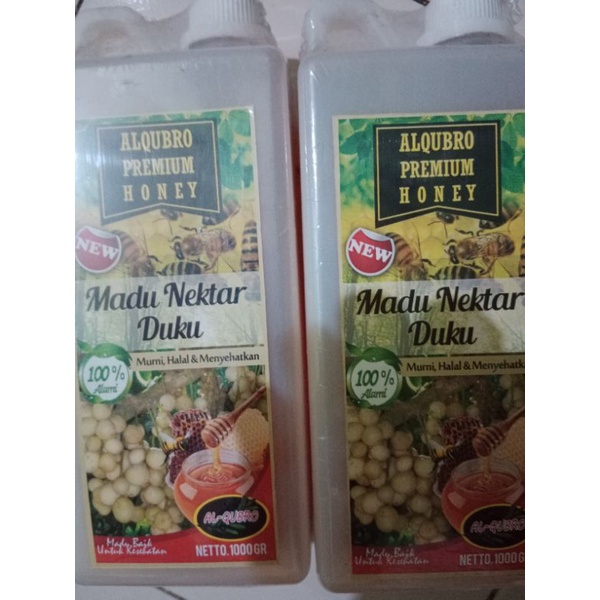 ALQUBRO
PREMIUM
HONEY
NEW
Madu Nektar
Duku
Murni, Halal & Menyehatkan
100%
Alami
AL-QUBRO
Madu Baik
Untuk Kesehatan
NETTO.1000GR
ALQUBRO
PREMIUM
HONEY
NEW
Madu Nektar
Duku
Murni, Halal & Menyehatka
100%
Alami
AL-QUBRO
Madu Baik
Untuk Kesehatan
NETTO.1000G